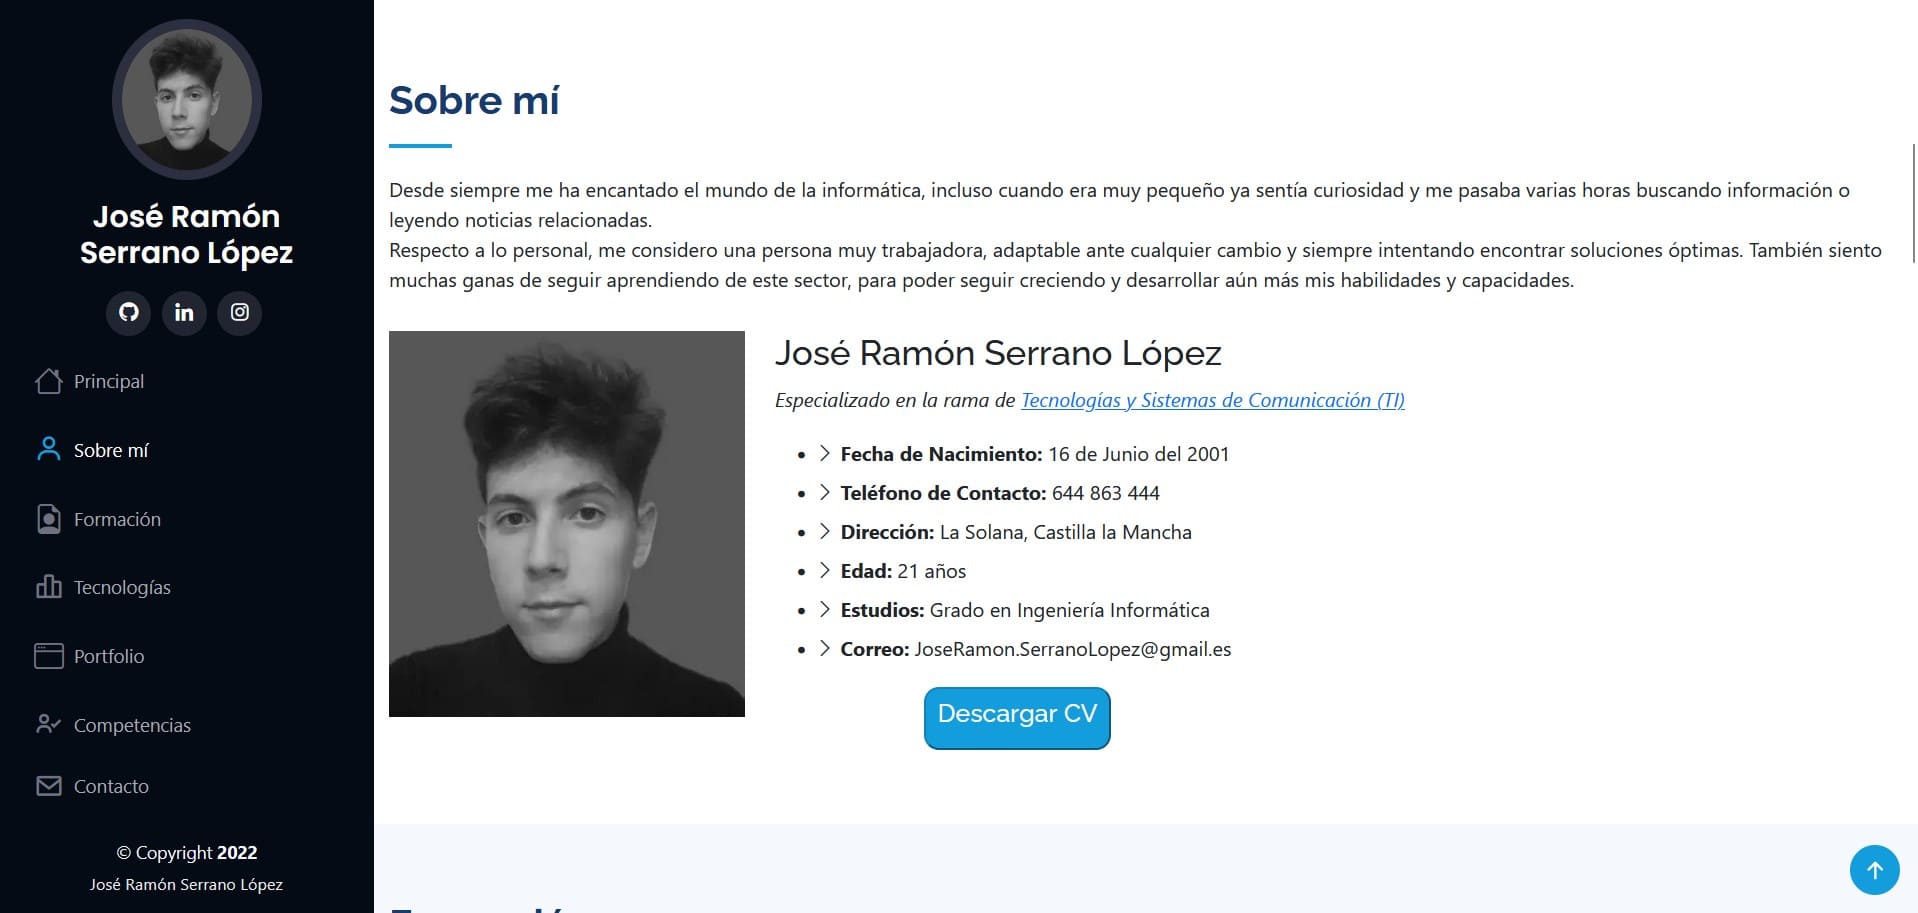 José Ramón
Serrano López
Principal
Sobre mí
Formación
Tecnologías
Portfolio
Competencias
Contacto
© Copyright 2022
José Ramón Serrano López
Sobre mí
Desde siempre me ha encantado el mundo de la informática, incluso cuando era muy pequeño ya sentía curiosidad y me pasaba varias horas buscando información o
leyendo noticias relacionadas.
Respecto a lo personal, me considero una persona muy trabajadora, adaptable ante cualquier cambio y siempre intentando encontrar soluciones óptimas. También siento
muchas ganas de seguir aprendiendo de este sector, para poder seguir creciendo y desarrollar aún más mis habilidades y capacidades.
José Ramón Serrano López
Especializado en la rama de Tecnologías y Sistemas de Comunicación (TI)
Fecha de Nacimiento: 16 de Junio del 2001
Teléfono de Contacto: 644 863 444
Dirección: La Solana, Castilla la Mancha
Edad: 21 años
Estudios: Grado en Ingeniería Informática
Correo: JoseRamon.SerranoLopez@gmail.es
Descargar CV